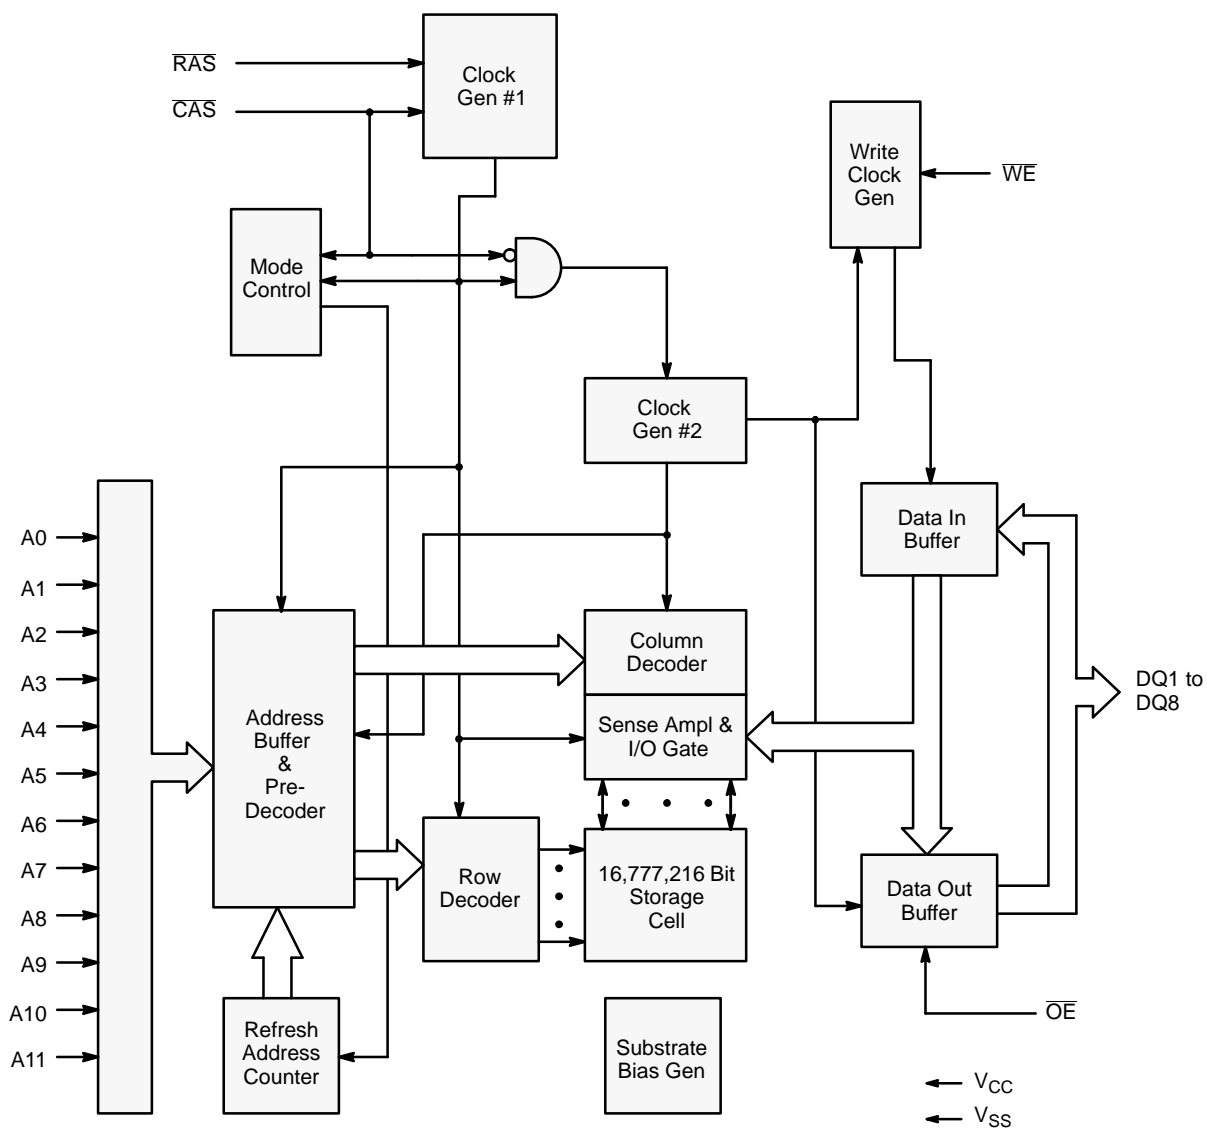 RAS
CAS
Clock
Gen #1
Write
Clock
Gen
WE
Mode
Control
Clock
Gen #2
A0
A1
A2
A3
A4
A5
A6
A7
A8
A9
A10
A11
Address
Buffer
&
Pre-
Decoder
Column
Decoder
Sense Ampl &
I/O Gate
Data In
Buffer
DQ1 to
DQ8
Row
Decoder
16,777,216 Bit
Storage
Cell
Data Out
Buffer
OE
Refresh
Address
Counter
Substrate
Bias Gen
VCC
VSS